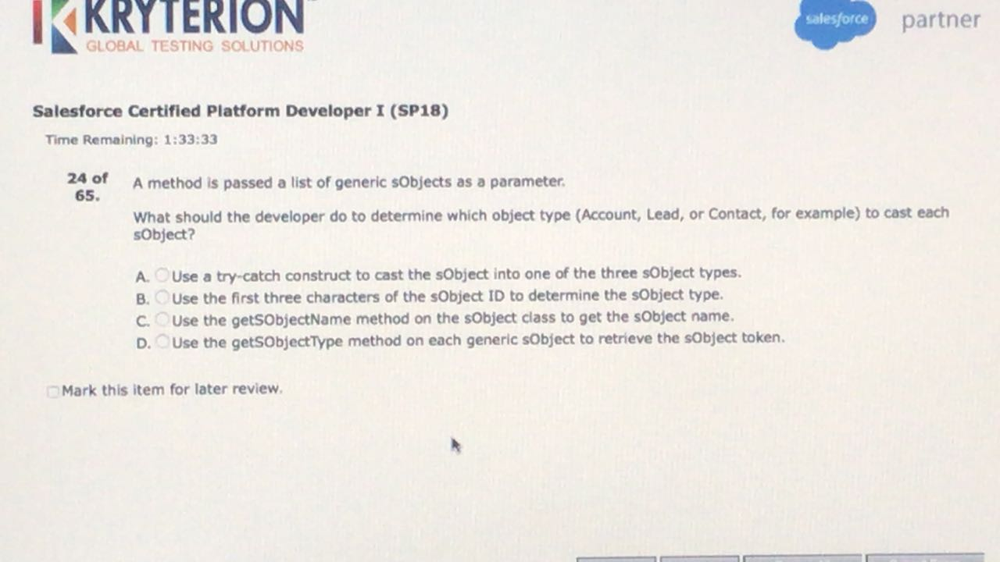 KRYTERION
GLOBAL TESTING SOLUTIONS
salesforce
partner
Salesforce Certified Platform Developer I (SP18)
Time Remaining: 1:33:33
24 of
65.
A method is passed a list of generic sObjects as a parameter.
What should the developer do to determine which object type (Account, Lead, or Contact, for example) to cast each
sObject?
A. Use a try-catch construct to cast the sObject into one of the three sObject types.
B. Use the first three characters of the sObject ID to determine the sObject type.
C. Use the getSObjectName method on the sObject class to get the sObject name.
D. Use the getSObjectType method on each generic sObject to retrieve the sObject token.
Mark this item for later review.